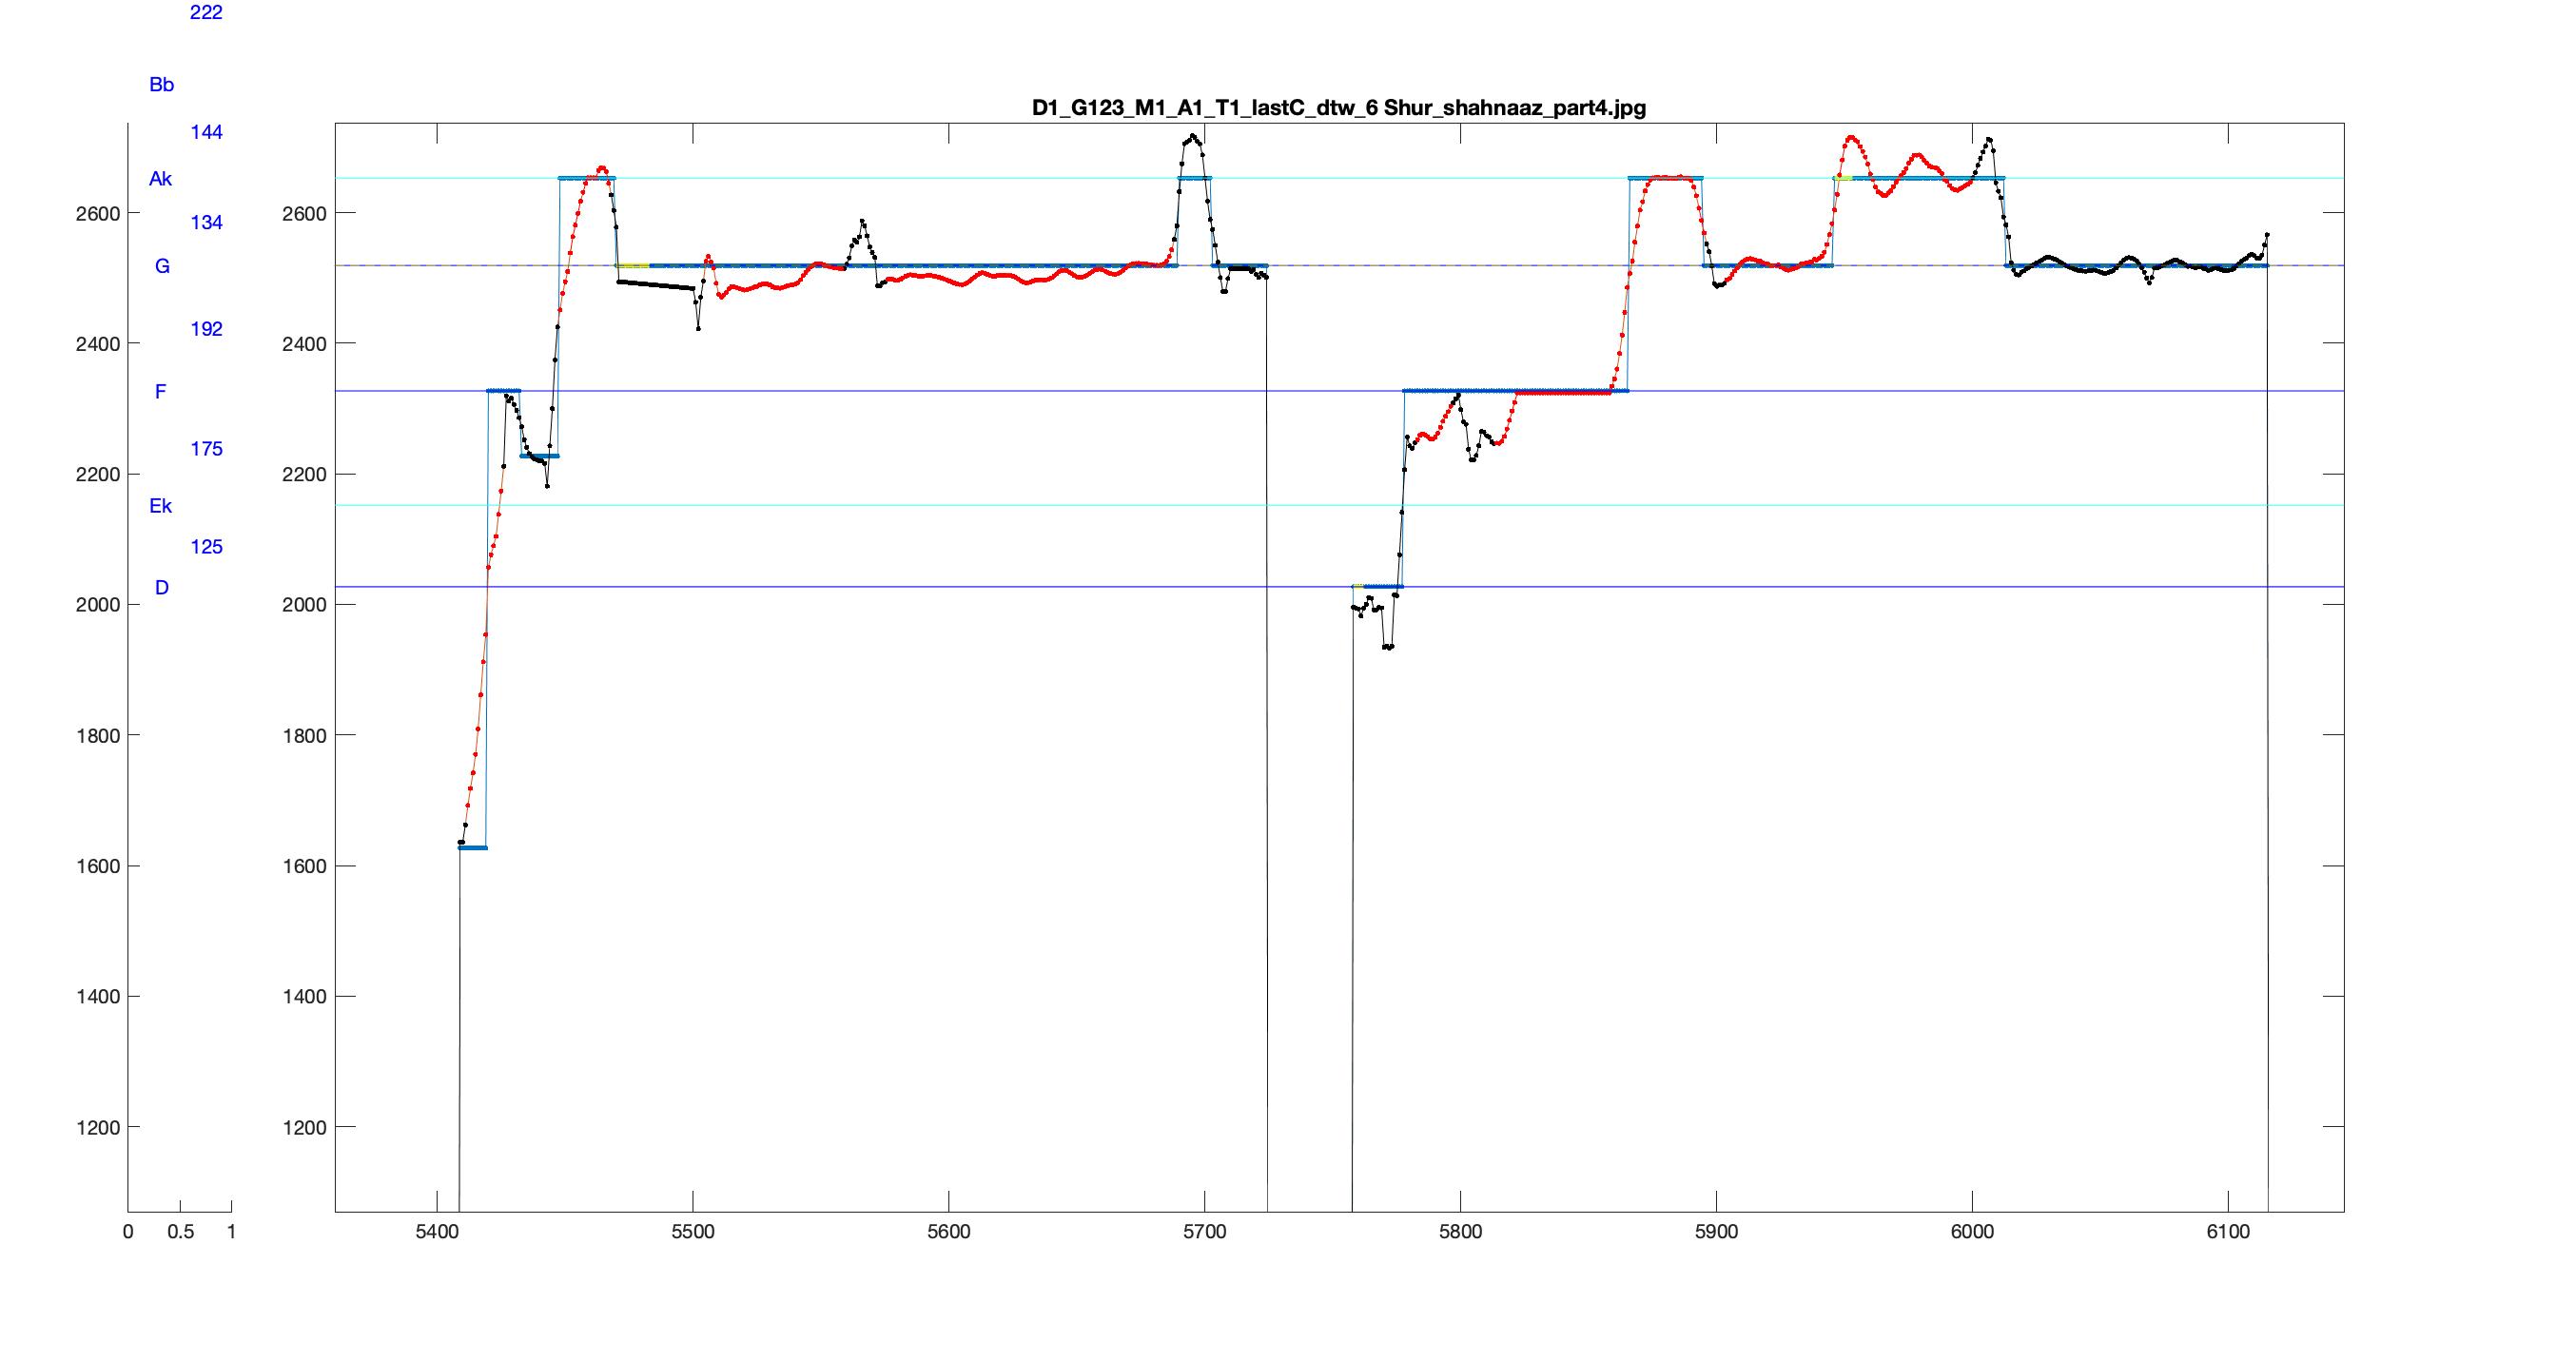 222
Bb
D1_G123_M1_A1_T1_lastC_dtw_6 Shur_shahnaaz_part4.jpg
144
Ak
2600 134 2600
G
192
2400 2400
F
175
2200 2200
Ek
125
D
2000 2000
1800 1800
1600 1600
1400 1400
1200 1200
0 0.5 1 5400 5500 5600 5700 5800 5900 6000 6100